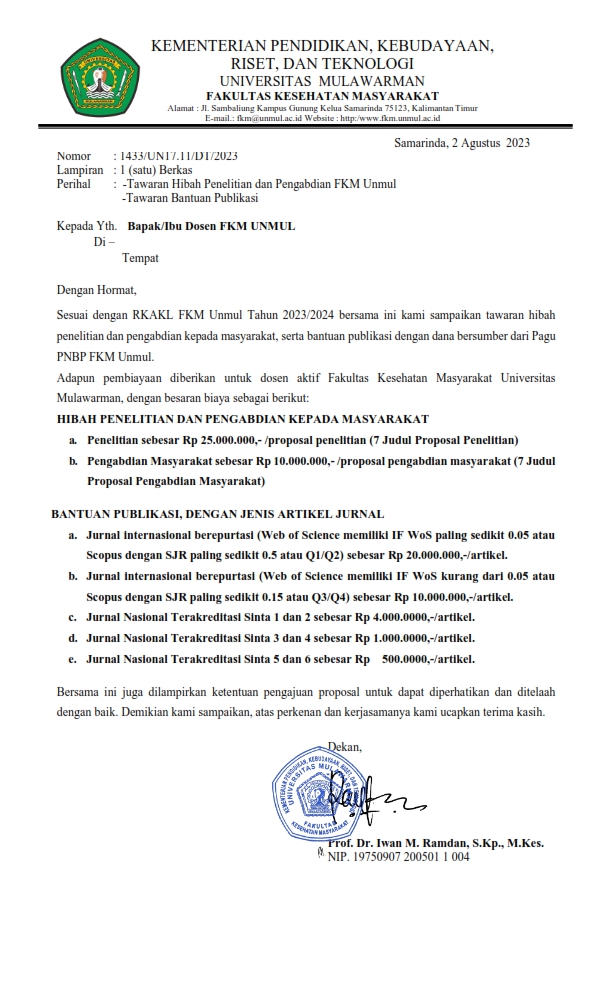 KEMENTERIAN PENDIDIKAN, KEBUDAYAAN,
RISET, DAN TEKNOLOGI
UNIVERSITAS MULAWARMAN
FAKULTAS KESEHATAN MASYARAKAT
Alamat : Jl. Sambaliung Kampus Gunung Kelua Samarinda 75123, Kalimantan Timur
E-mail.: fkm@unmul.ac.id Website : http:/www.fkm.unmul.ac.id
Samarinda, 2 Agustus 2023
Nomor : 1433/UN17.11/DT/2023
Lampiran : 1 (satu) Berkas
Perihal : -Tawaran Hibah Penelitian dan Pengabdian FKM Unmul
-Tawaran Bantuan Publikasi
Kepada Yth. Bapak/Ibu Dosen FKM UNMUL
Di –
Tempat
Dengan Hormat,
Sesuai dengan RKAKL FKM Unmul Tahun 2023/2024 bersama ini kami sampaikan tawaran hibah
penelitian dan pengabdian kepada masyarakat, serta bantuan publikasi dengan dana bersumber dari Pagu
PNBP FKM Unmul.
Adapun pembiayaan diberikan untuk dosen aktif Fakultas Kesehatan Masyarakat Universitas
Mulawarman, dengan besaran biaya sebagai berikut:
HIBAH PENELITIAN DAN PENGABDIAN KEPADA MASYARAKAT
a. Penelitian sebesar Rp 25.000.000,- /proposal penelitian (7 Judul Proposal Penelitian)
b. Pengabdian Masyarakat sebesar Rp 10.000.000,- /proposal pengabdian masyarakat (7 Judul
Proposal Pengabdian Masyarakat)
BANTUAN PUBLIKASI, DENGAN JENIS ARTIKEL JURNAL
a. Jurnal internasional berepurtasi (Web of Science memiliki IF WoS paling sedikit 0.05 atau
Scopus dengan SJR paling sedikit 0.5 atau Q1/Q2) sebesar Rp 20.000.000,-/artikel.
b. Jurnal internasional berepurtasi (Web of Science memiliki IF WoS kurang dari 0.05 atau
Scopus dengan SJR paling sedikit 0.15 atau Q3/Q4) sebesar Rp 10.000.000,-/artikel.
c. Jurnal Nasional Terakreditasi Sinta 1 dan 2 sebesar Rp 4.000.0000,-/artikel.
d. Jurnal Nasional Terakreditasi Sinta 3 and 4 sebesar Rp 1.000.0000,-/artikel.
e. Jurnal Nasional Terakreditasi Sinta 5 and 6 sebesar Rp 500.0000,-/artikel.
Bersama ini juga dilampirkan ketentuan pengajuan proposal untuk dapat diperhatikan dan ditelaah
dengan baik. Demikian kami sampaikan, atas perkenan dan kerjasamanya kami ucapkan terima kasih.
Dekan,
KEMENTERIAN PENDIDIKAN, KEBUDAYAAN, RISET, DAN
UNIVERSITAS MULAWARMAN
FAKULTAS
KESEHATAN MASYARAKAT
Prof. Dr. Iwan M. Ramdan, S.Kp., M.Kes.
NIP. 19750907 200501 1 004